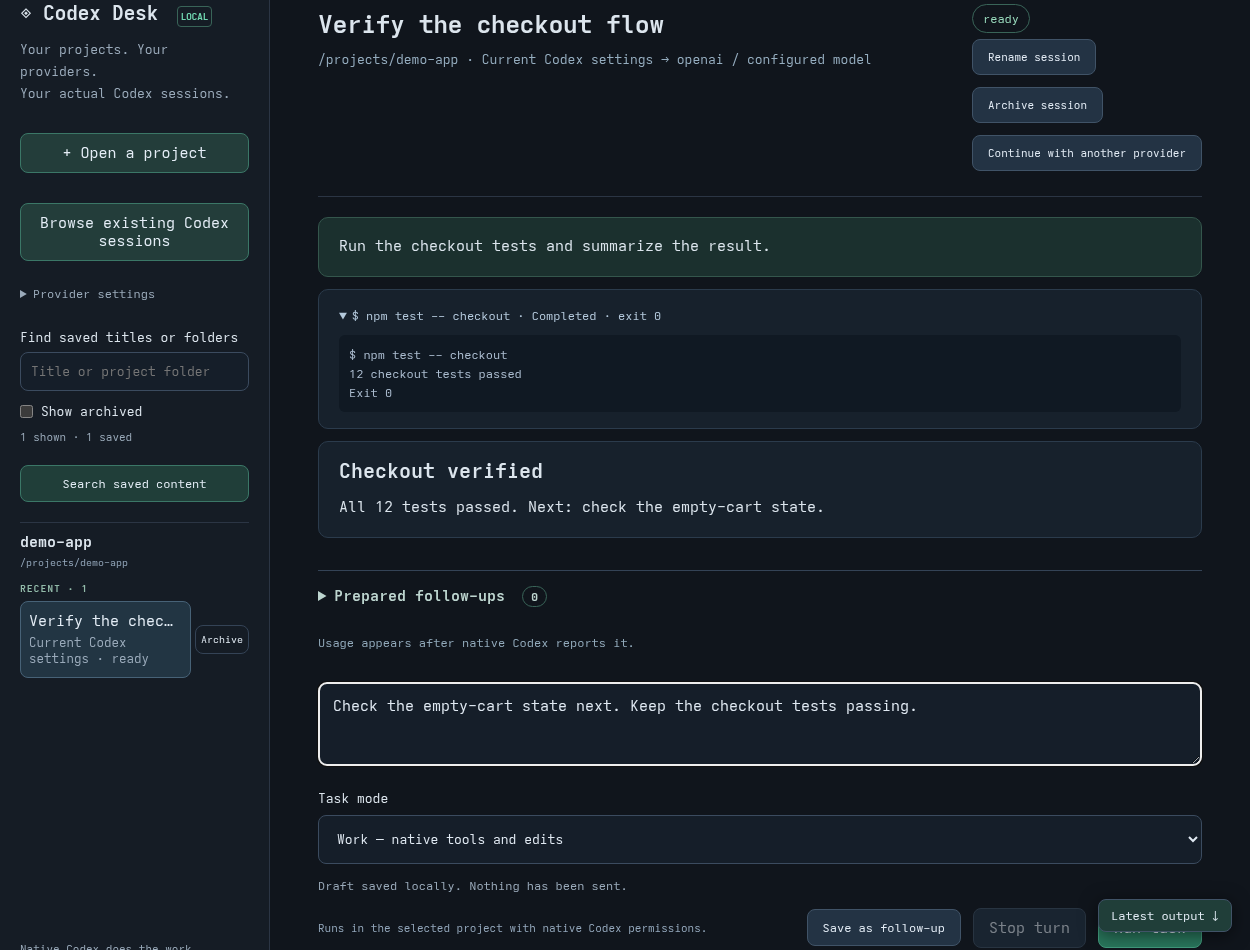 ◈ Codex Desk LOCAL
Your projects. Your
providers.
Your actual Codex sessions.
+ Open a project
Browse existing Codex
sessions
▶ Provider settings
Find saved titles or folders
Title or project folder
Show archived
1 shown · 1 saved
Search saved content
demo-app
/projects/demo-app
RECENT · 1
Verify the chec…
Current Codex
settings · ready
Archive
Native Codex does the work
Verify the checkout flow
/projects/demo-app · Current Codex settings → openai / configured model
ready
Rename session
Archive session
Continue with another provider
Run the checkout tests and summarize the result.
▼ $ npm test -- checkout · Completed · exit 0
$ npm test -- checkout
12 checkout tests passed
Exit 0
Checkout verified
All 12 tests passed. Next: check the empty-cart state.
▶ Prepared follow-ups 0
Usage appears after native Codex reports it.
Check the empty-cart state next. Keep the checkout tests passing.
Task mode
Work — native tools and edits
Draft saved locally. Nothing has been sent.
Runs in the selected project with native Codex permissions.
Save as follow-up
Stop turn
Latest output ↓